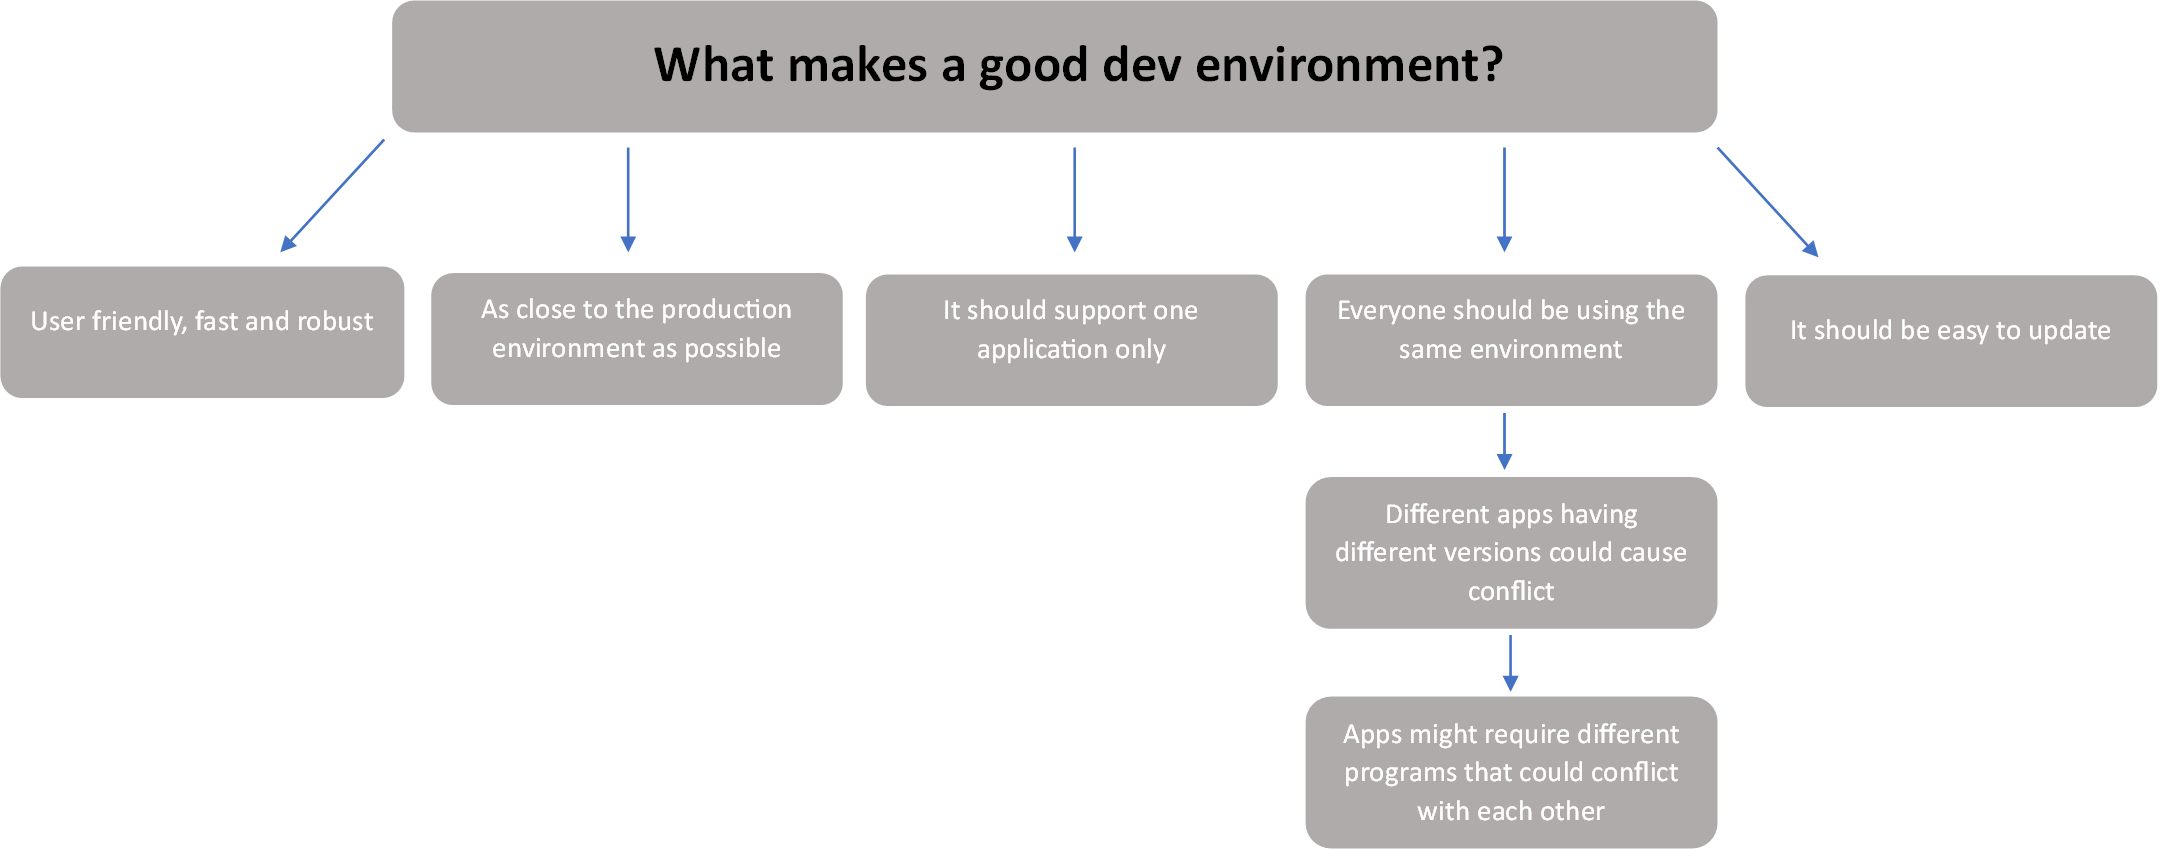 What makes a good dev environment?
User friendly, fast and robust
As close to the production
environment as possible
It should support one
application only
Everyone should be using the
same environment
It should be easy to update
Different apps having
different versions could cause
conflict
Apps might require different
programs that could conflict
with each other